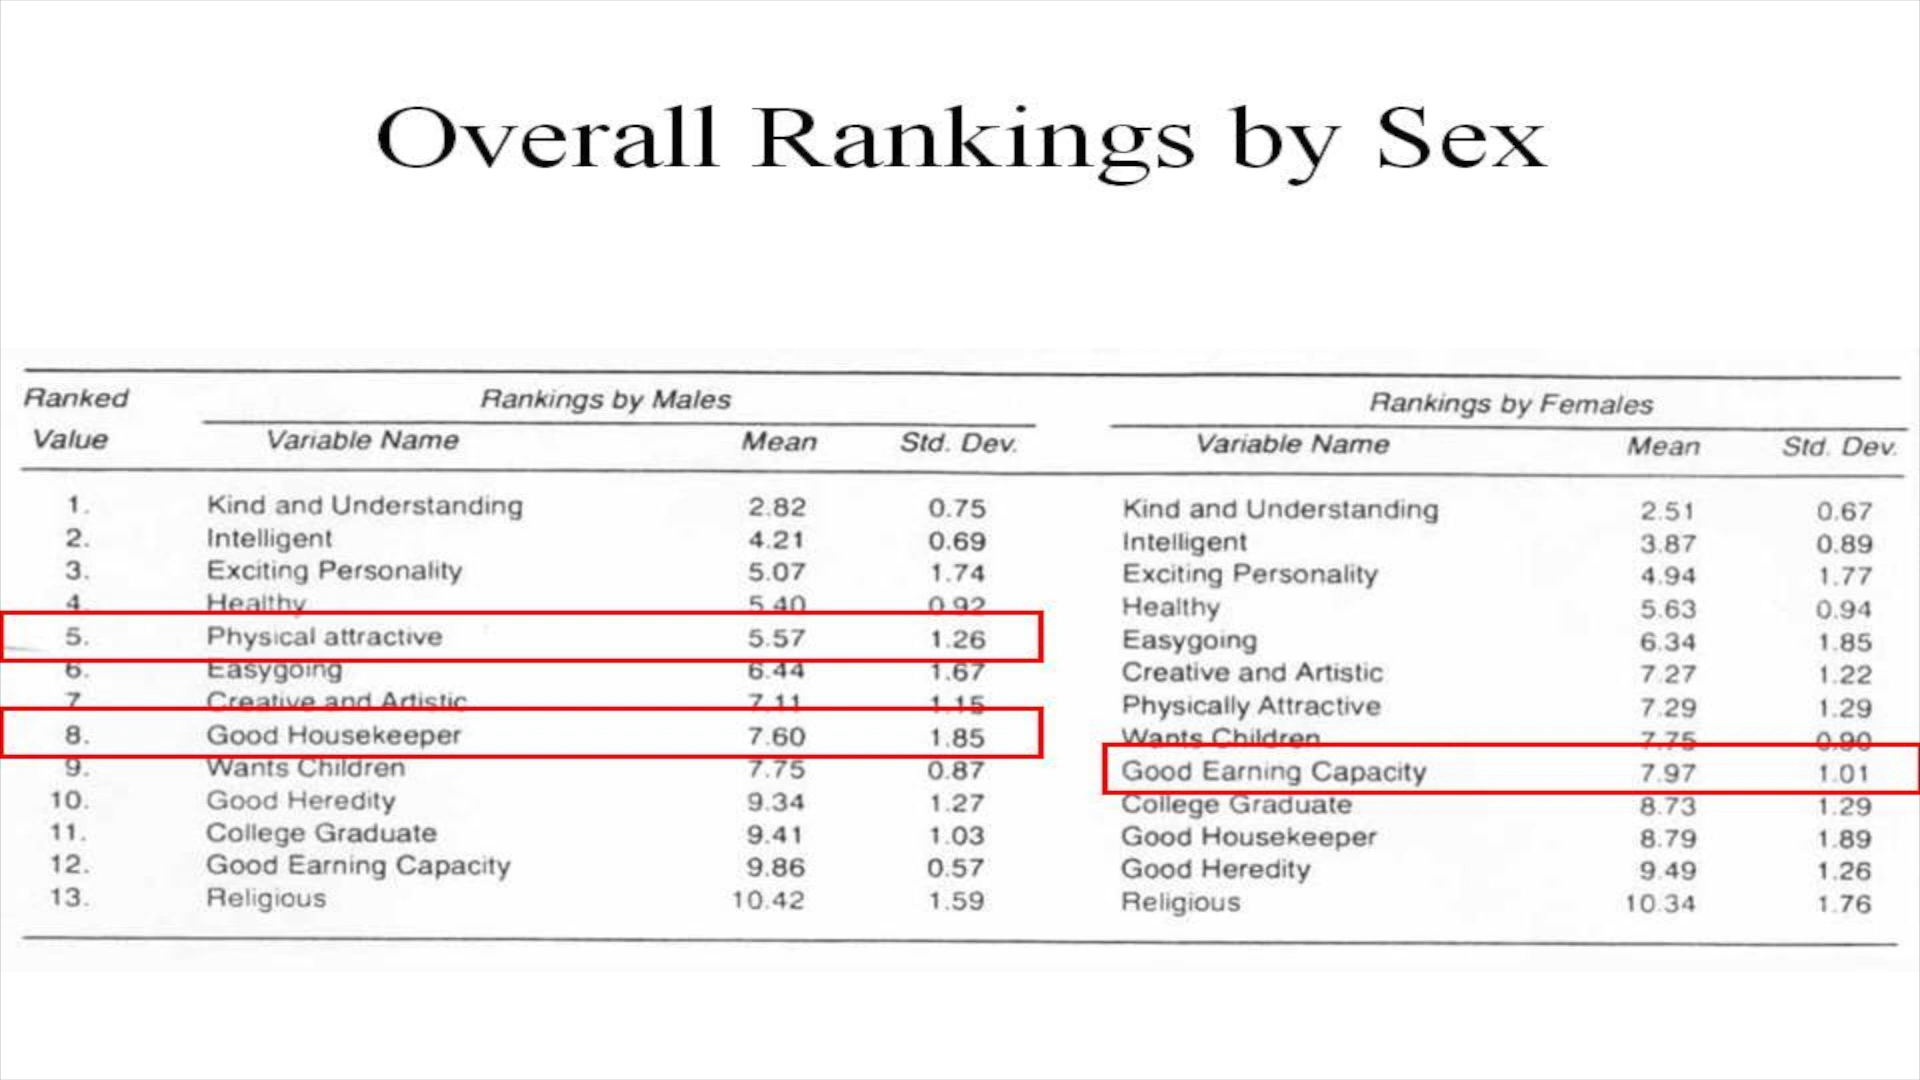 Overall Rankings by Sex
Ranked Rankings by Males Rankings by Females
Value Variable Name Mean Std. Dev. Variable Name Mean Std. Dev.
1. Kind and Understanding 2.82 0.75 Kind and Understanding 2.51 0.67
2. Intelligent 4.21 0.69 Intelligent 3.87 0.89
3. Exciting Personality 5.07 1.74 Exciting Personality 4.94 1.77
4. Healthy 5.40 0.92 Healthy 5.63 0.94
5. Physical attractive 5.57 1.26 Easygoing 6.34 1.85
6. Easygoing 6.44 1.67 Creative and Artistic 7.27 1.22
7. Creative and Artistic 7.11 1.15 Physically Attractive 7.29 1.29
8. Good Housekeeper 7.60 1.85 Wants Children 7.75 0.90
9. Wants Children 7.75 0.87 Good Earning Capacity 7.97 1.01
10. Good Heredity 9.34 1.27 College Graduate 8.73 1.29
11. College Graduate 9.41 1.03 Good Housekeeper 8.79 1.89
12. Good Earning Capacity 9.86 0.57 Good Heredity 9.49 1.26
13. Religious 10.42 1.59 Religious 10.34 1.76